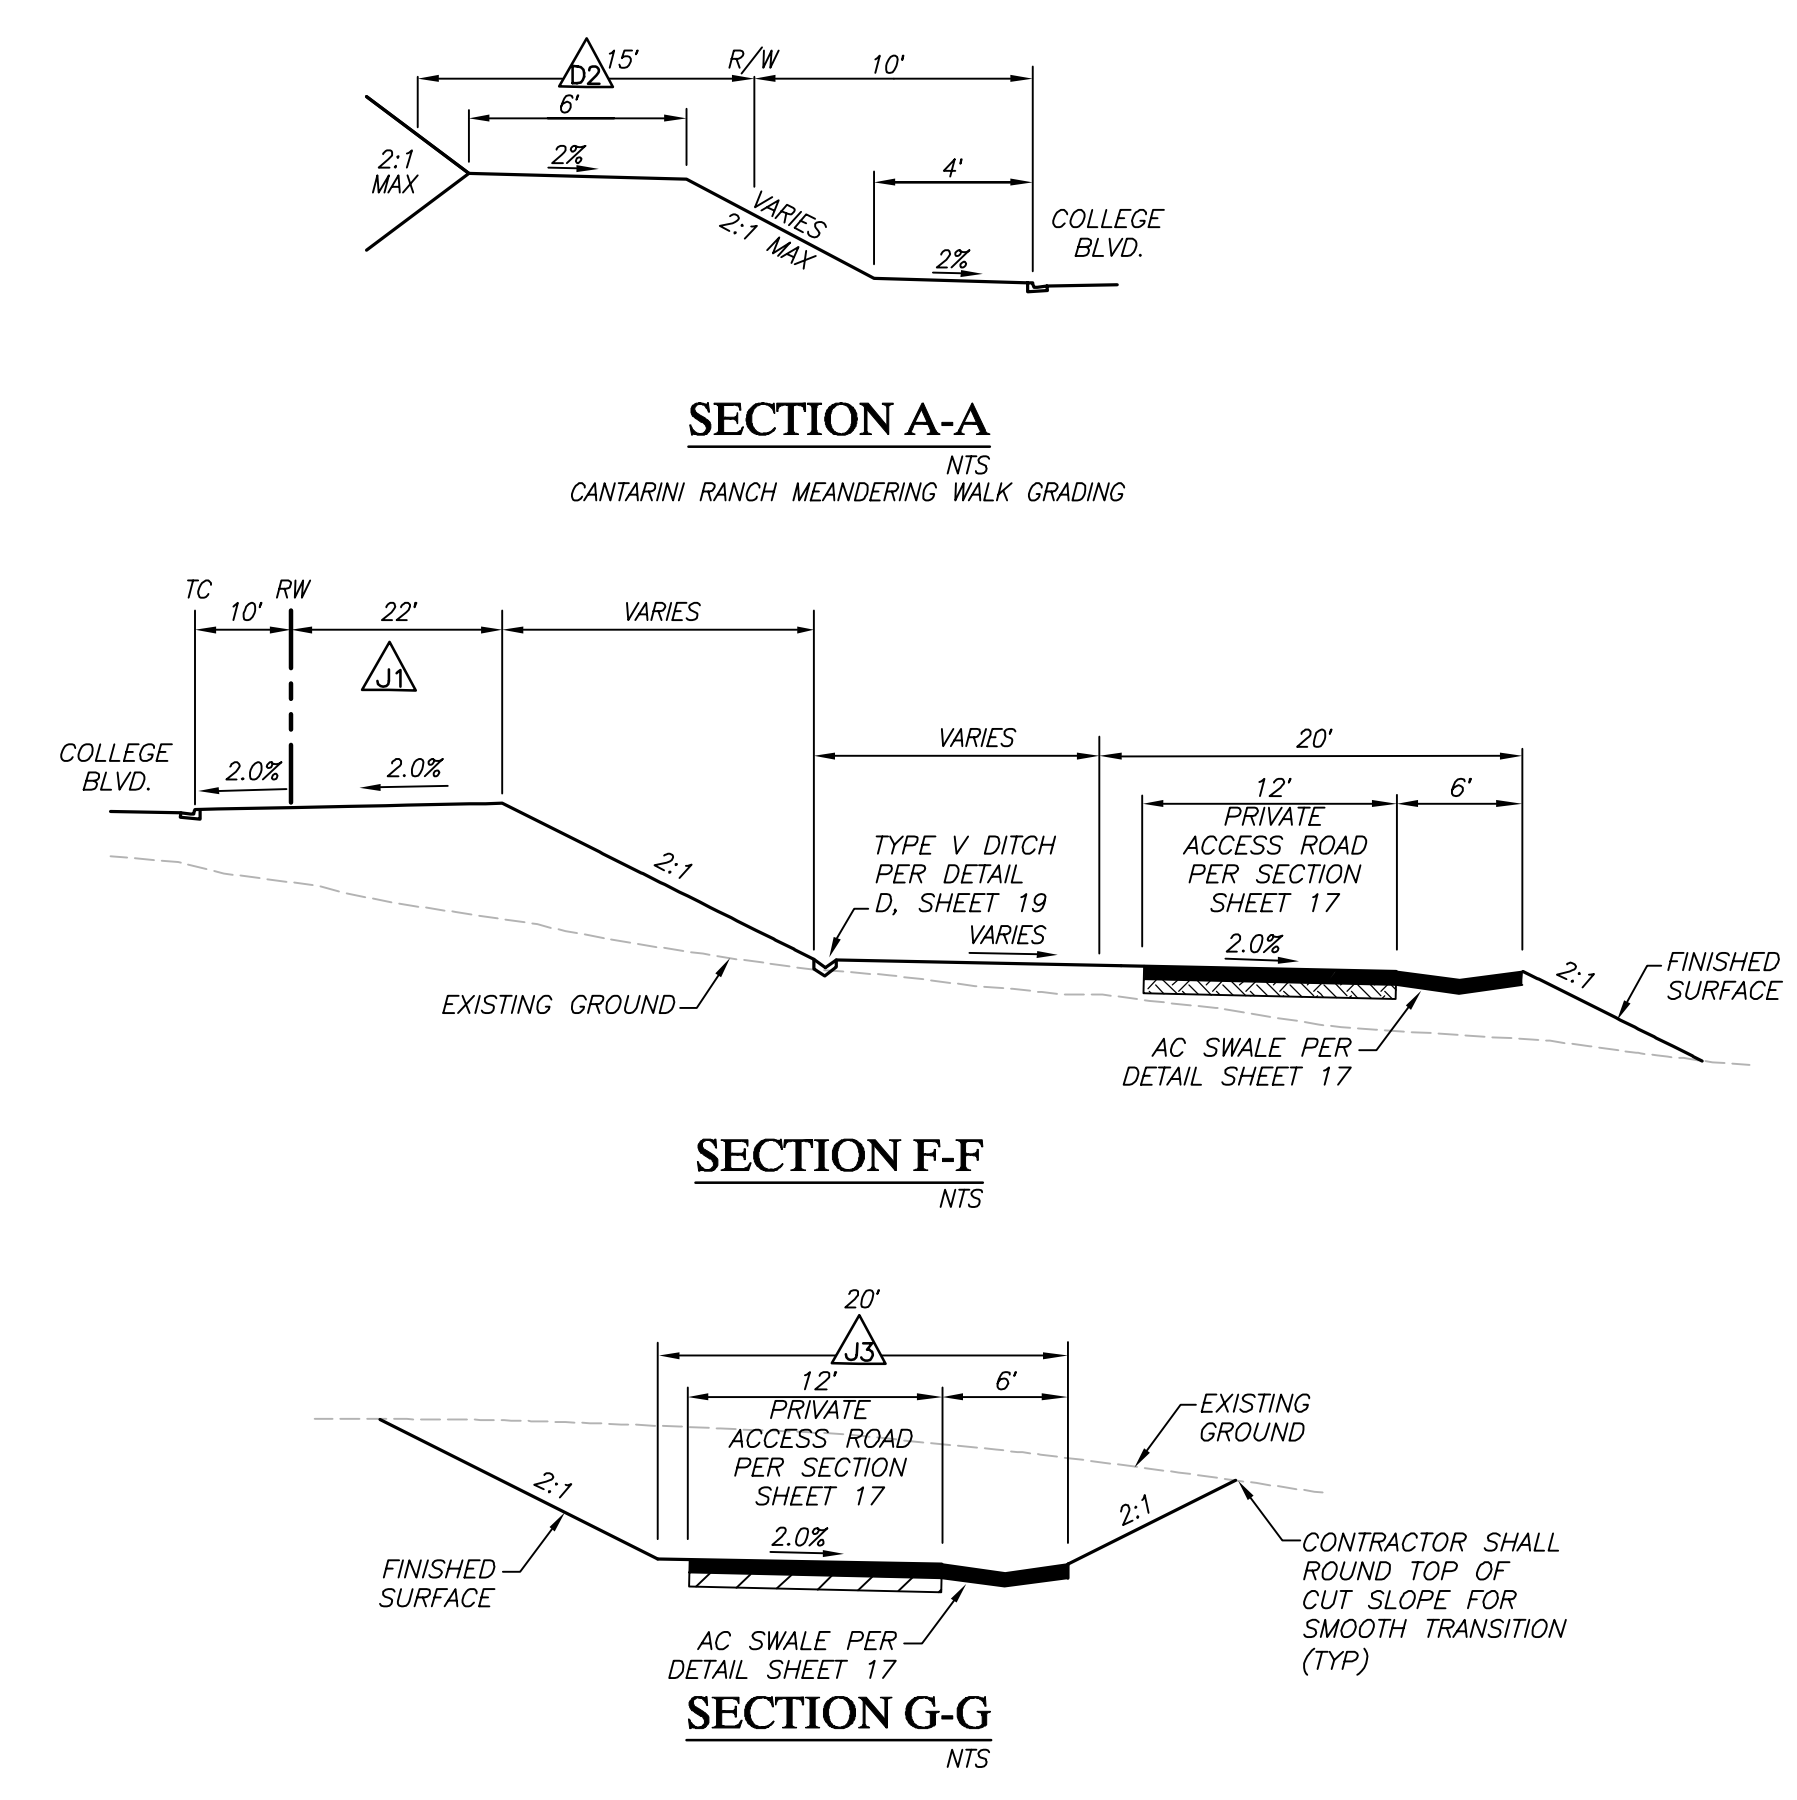 15'
R/W
10'
D2
6'
2:1
MAX
2%
VARIES
2:1 MAX
4'
2%
COLLEGE
BLVD.
SECTION A-A
NTS
CANTARINI RANCH MEANDERING WALK GRADING
TC
RW
10'
22'
VARIES
J1
COLLEGE
BLVD.
2.0%
2.0%
VARIES
20'
12'
6'
PRIVATE
ACCESS ROAD
PER SECTION
SHEET 17
2:1
TYPE V DITCH
PER DETAIL
D, SHEET 19
VARIES
2.0%
EXISTING GROUND
2:1
FINISHED
SURFACE
AC SWALE PER
DETAIL SHEET 17
SECTION F-F
NTS
20'
J3
12'
6'
PRIVATE
ACCESS ROAD
PER SECTION
SHEET 17
EXISTING
GROUND
2:1
2:1
2.0%
FINISHED
SURFACE
CONTRACTOR SHALL
ROUND TOP OF
CUT SLOPE FOR
SMOOTH TRANSITION
(TYP)
AC SWALE PER
DETAIL SHEET 17
SECTION G-G
NTS